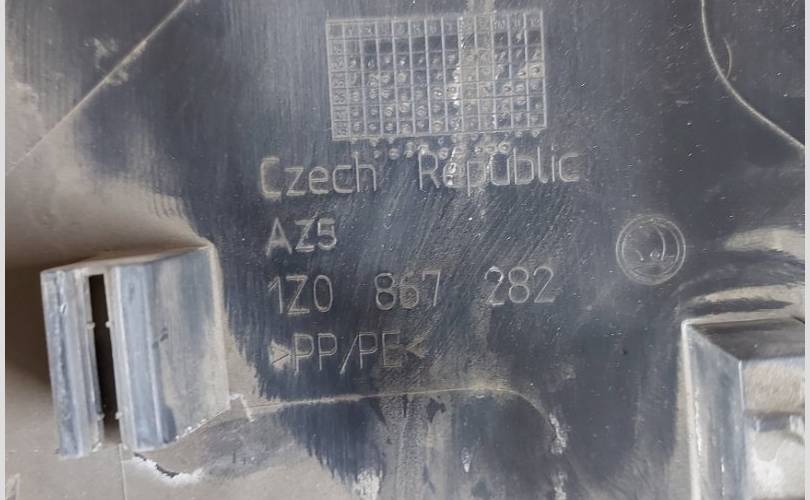 Czech Republic
AZ5
1Z0 867 282
>PP/PE<